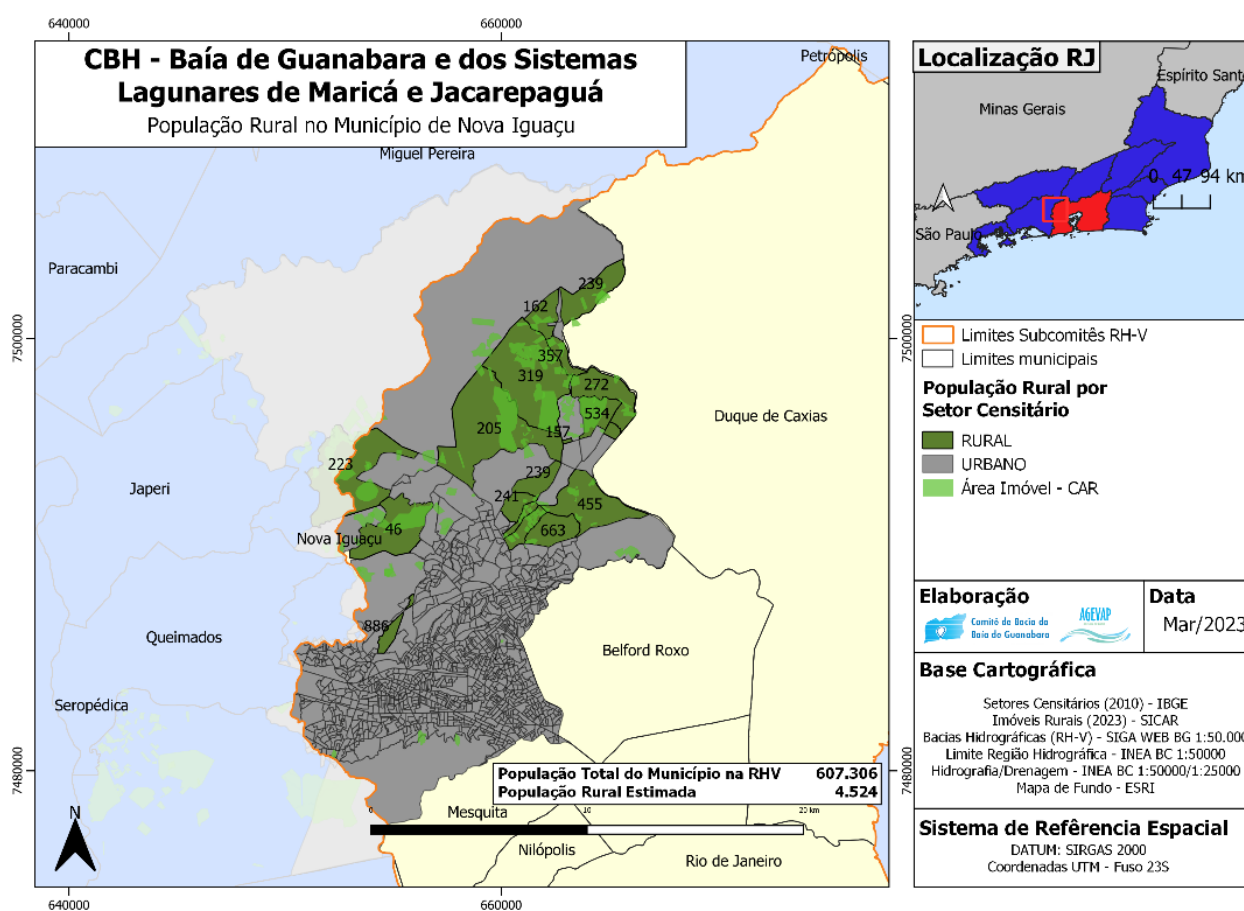 640000
660000
CBH - Baía de Guanabara e dos Sistemas
Lagunares de Maricá e Jacarepaguá
População Rural no Município de Nova Iguaçu
Petrópolis
Miguel Pereira
Paracambi
239
162
7500000
7500000
357
319
272
Duque de Caxias
534
205
157
223
239
Japeri
241
455
46
663
Nova Iguaçu
886
Queimados
Belford Roxo
Seropédica
7480000
7480000
População Total do Município na RHV 607.306
População Rural Estimada 4.524
0 10 20 km
Mesquita
N
Nilópolis
Rio de Janeiro
640000
660000
Localização RJ
Espírito Santo
Minas Gerais
0 47 94 km
São Paulo
Limites Subcomitês RH-V
Limites municipais
População Rural por
Setor Censitário
RURAL
URBANO
Área Imóvel - CAR
Elaboração
Comitê da Bacia da
Baía de Guanabara
AGEVAP
Data
Mar/2023
Base Cartográfica
Setores Censitários (2010) - IBGE
Imóveis Rurais (2023) - SICAR
Bacias Hidrográficas (RH-V) - SIGA WEB BG 1:50.000
Limite Região Hidrográfica - INEA BC 1:50000
Hidrografia/Drenagem - INEA BC 1:50000/1:25000
Mapa de Fundo - ESRI
Sistema de Refêrencia Espacial
DATUM: SIRGAS 2000
Coordenadas UTM - Fuso 23S